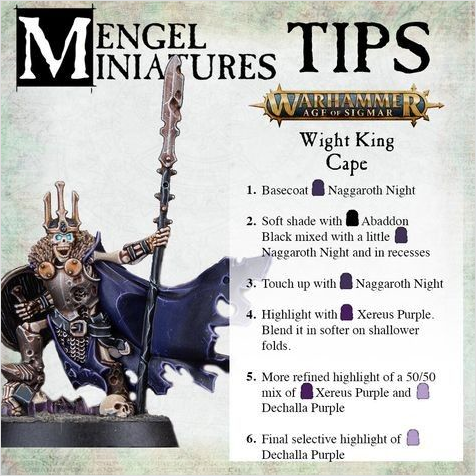 MENGEL
MINIATURES
TIPS
WARHAMMER
AGE OF SIGMAR
Wight King
Cape
1. Basecoat Naggaroth Night
2. Soft shade with Abaddon
Black mixed with a little
Naggaroth Night and in recesses
3. Touch up with Naggaroth Night
4. Highlight with Xereus Purple.
Blend it in softer on shallower
folds.
5. More refined highlight of a 50/50
mix of Xereus Purple and
Dechalla Purple
6. Final selective highlight of
Dechalla Purple